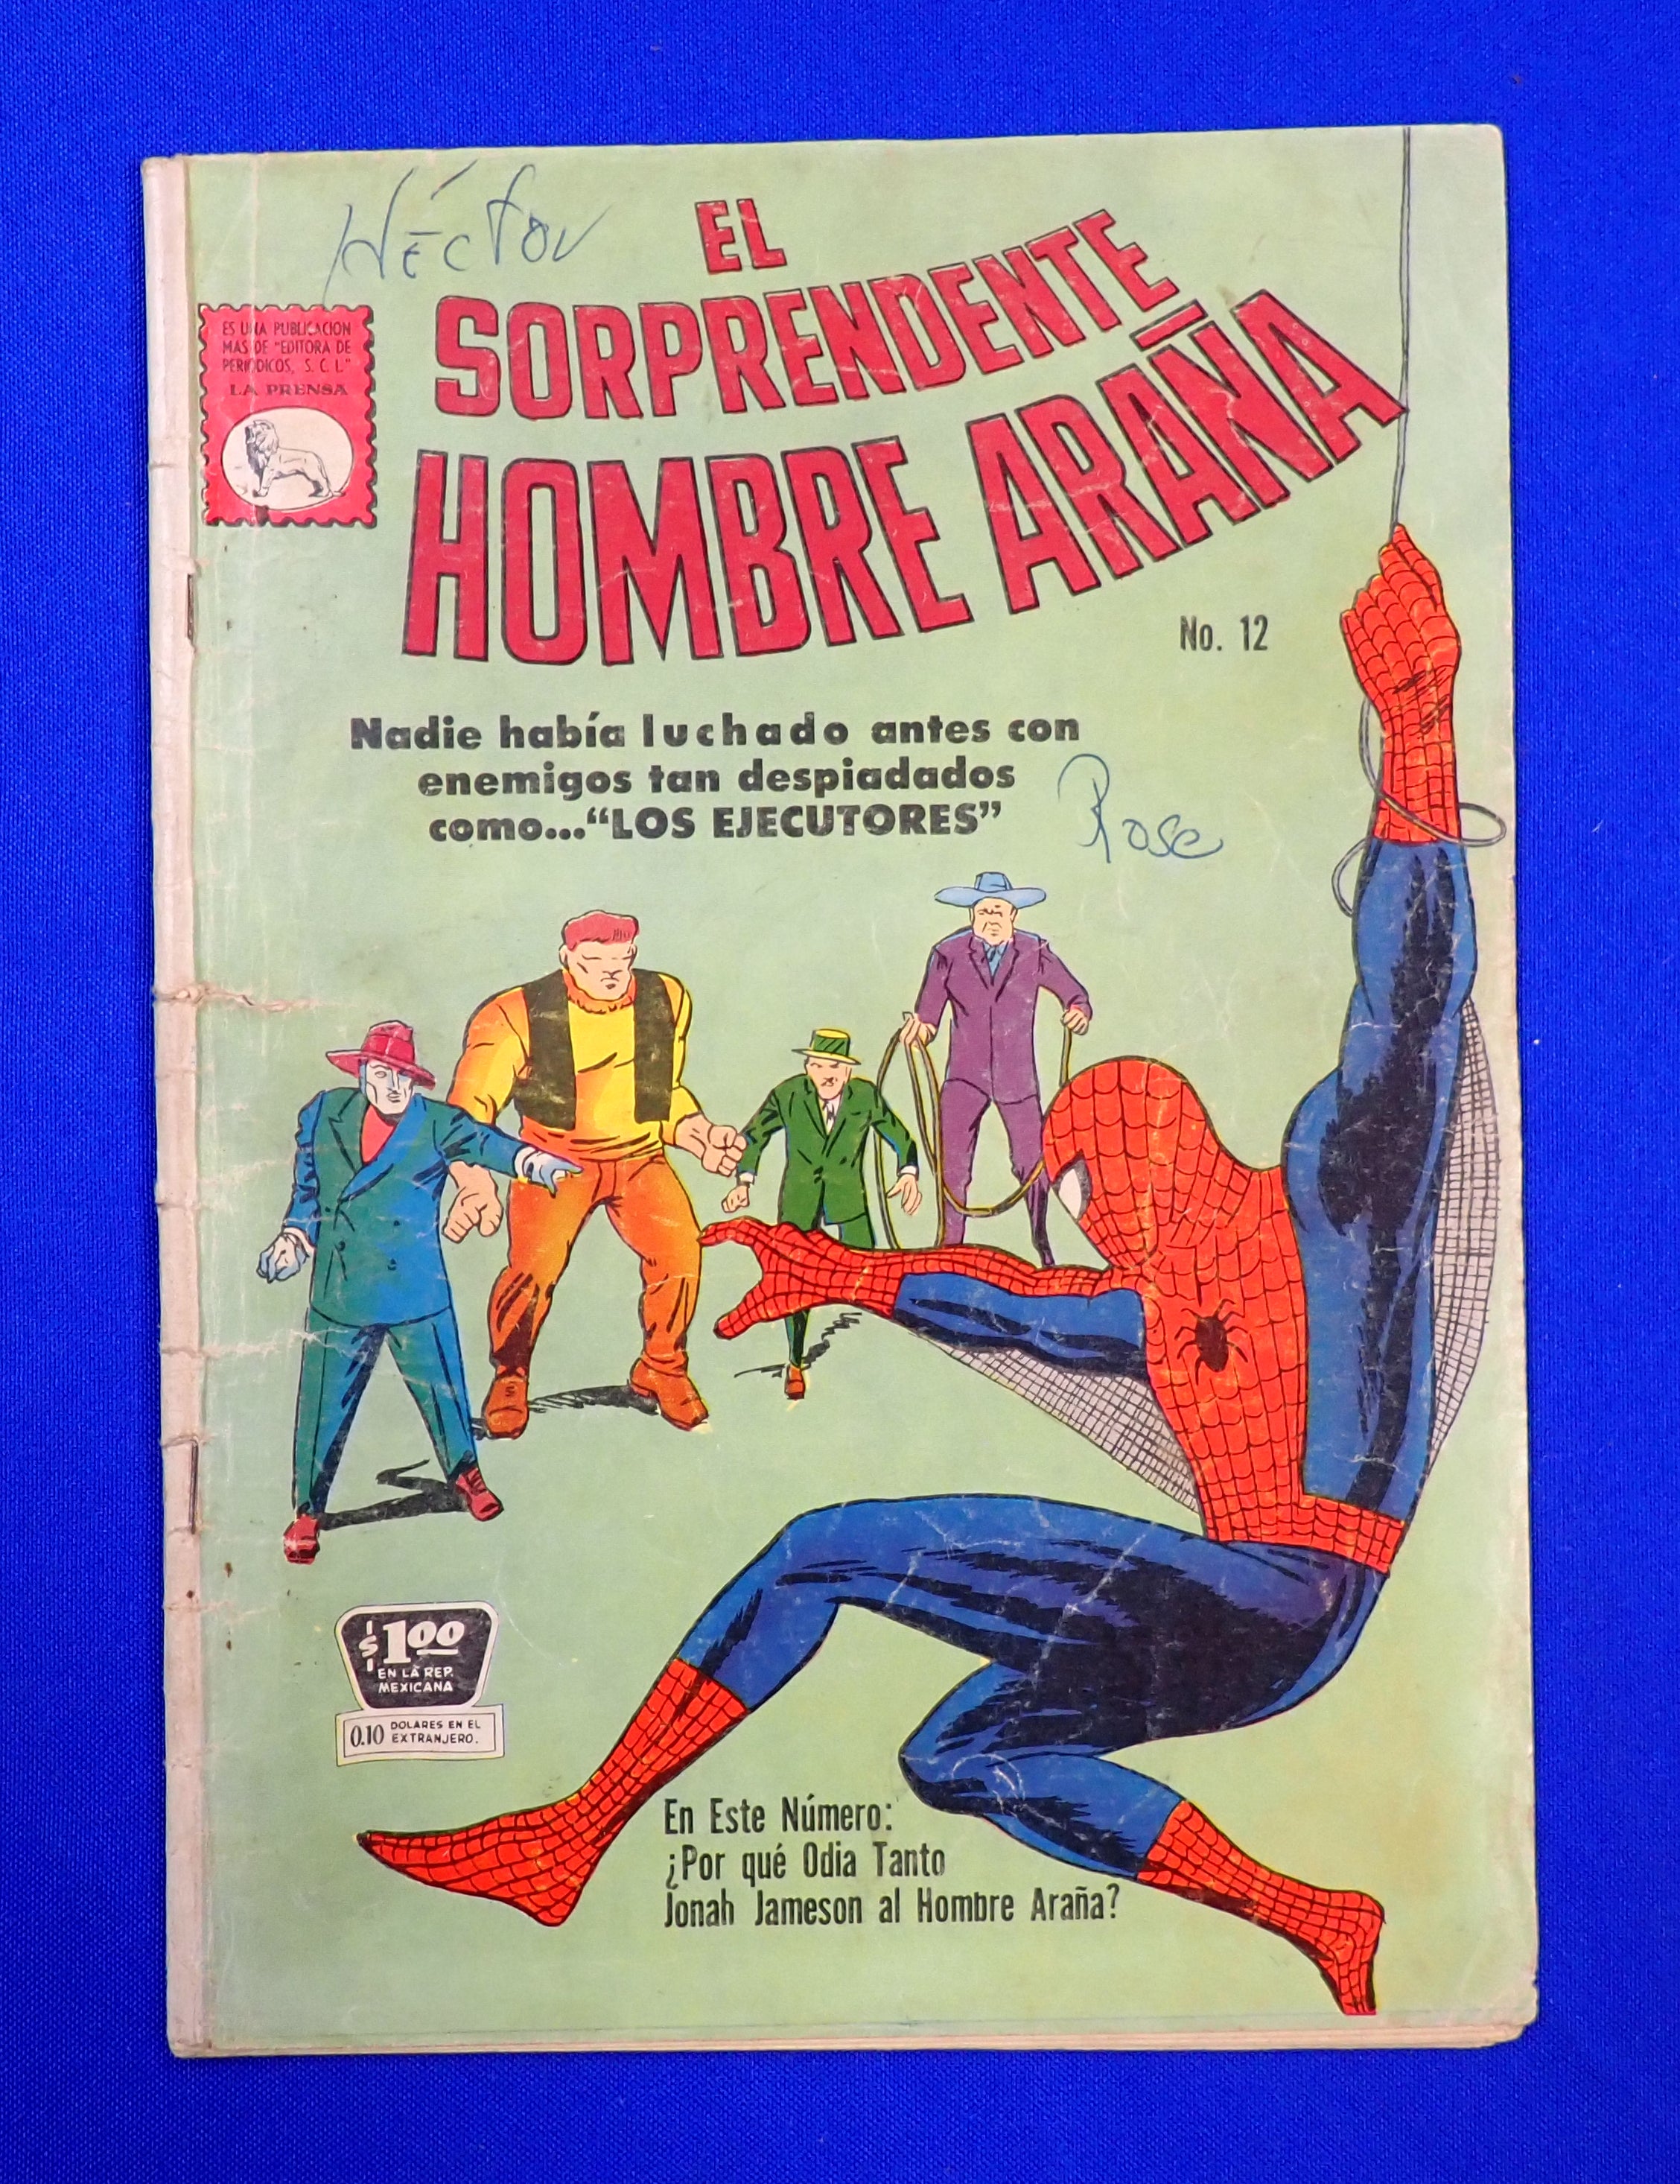 Héctor
EL
SORPRENDENTE
HOMBRE ARAÑA
ES UNA PUBLICACION
MAS DE "EDITORA DE
PERIODICOS, S. C. L."
LA PRENSA
No. 12
Nadie había luchado antes con
enemigos tan despiadados
como..."LOS EJECUTORES"
Rose
$1.00
EN LA REP.
MEXICANA
0.10 DOLARES EN EL
EXTRANJERO.
En Este Número:
¿Por qué Odia Tanto
Jonah Jameson al Hombre Araña?